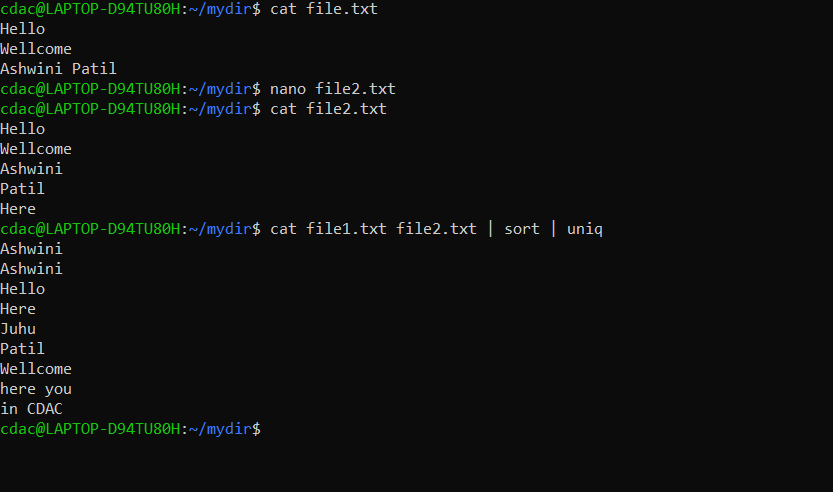 cdac@LAPTOP-D94TU80H:~/mydir$ cat file.txt
Hello
Wellcome
Ashwini Patil
cdac@LAPTOP-D94TU80H:~/mydir$ nano file2.txt
cdac@LAPTOP-D94TU80H:~/mydir$ cat file2.txt
Hello
Wellcome
Ashwini
Patil
Here
cdac@LAPTOP-D94TU80H:~/mydir$ cat file1.txt file2.txt | sort | uniq
Ashwini
Ashwini
Hello
Here
Juhu
Patil
Wellcome
here you
in CDAC
cdac@LAPTOP-D94TU80H:~/mydir$